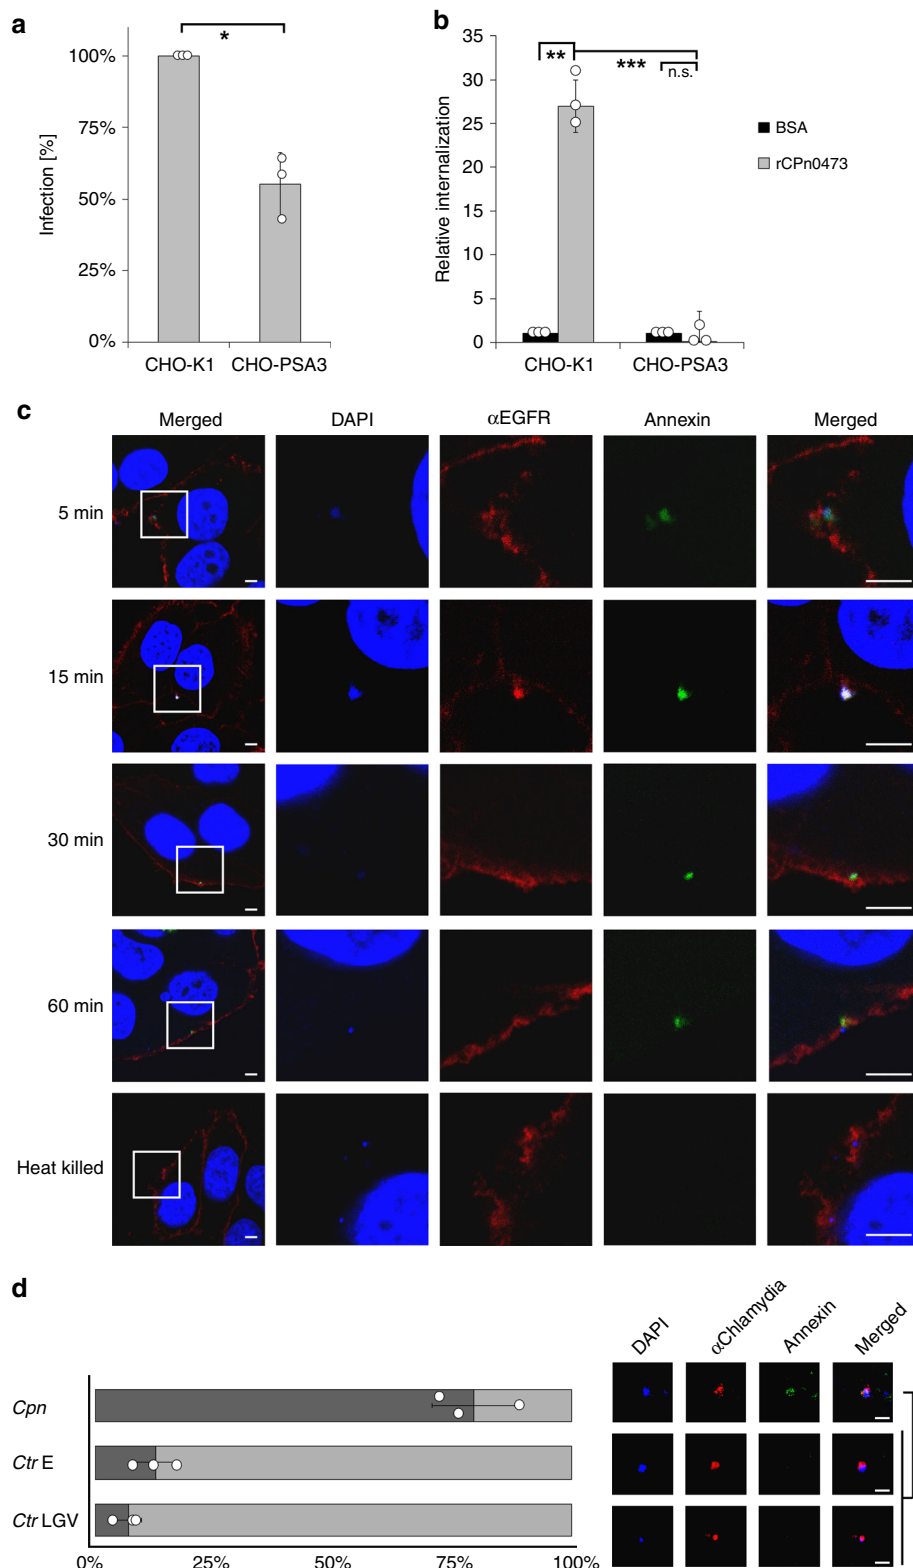 a
*
100%
75%
50%
25%
0%
Infection [%]
CHO-K1
CHO-PSA3
b
35
30
25
20
15
10
5
0
Relative internalization
**
***
n.s.
BSA
rCPn0473
CHO-K1
CHO-PSA3
c
Merged
DAPI
αEGFR
Annexin
Merged
5 min
15 min
30 min
60 min
Heat killed
d
DAPI
αChlamydia
Annexin
Merged
Cpn
Ctr E
Ctr LGV
0%
25%
50%
75%
100%